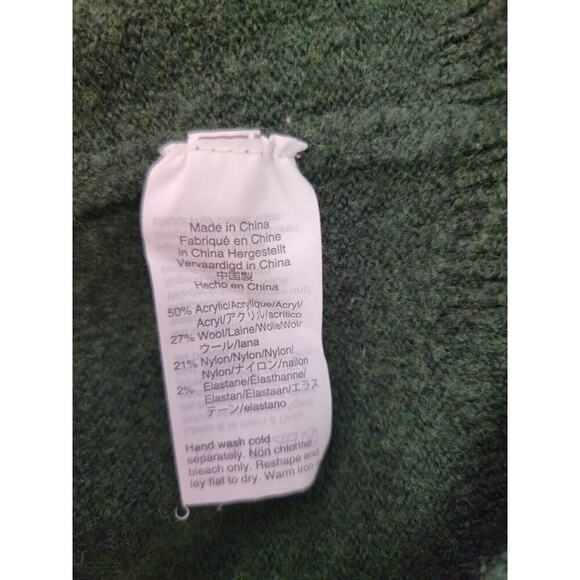 Made in China
Fabriqué en Chine
in China Hergestellt
Vervaardigd in China
中国製
Hecho en China
50% Acrylic/Acrylique/Acryl/
Acryl/アクリル/acrílico
27% Wool/Laine/Wolle/Wol/
ウール/lana
21% Nylon/Nylon/Nylon/
Nylon/ナイロン/nailon
2% Elastane/Élasthanne/
Elastan/Elastaan/エラス
テーン/elastano
Hand wash cold
separately. Non chlorine
bleach only. Reshape and
lay flat to dry. Warm iron